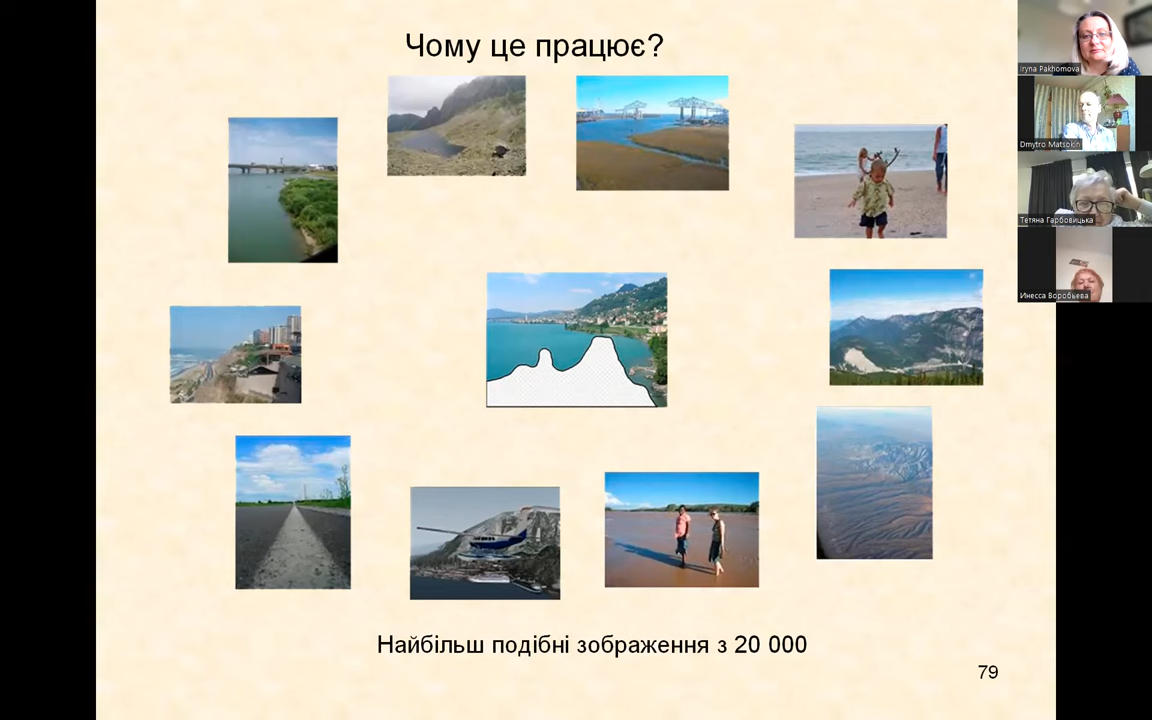 Чому це працює?
Iryna Pakhomova
Dmytro Matsokin
Тетяна Гарбовицька
Инесса Воробьева
Найбільш подібні зображення з 20 000
79